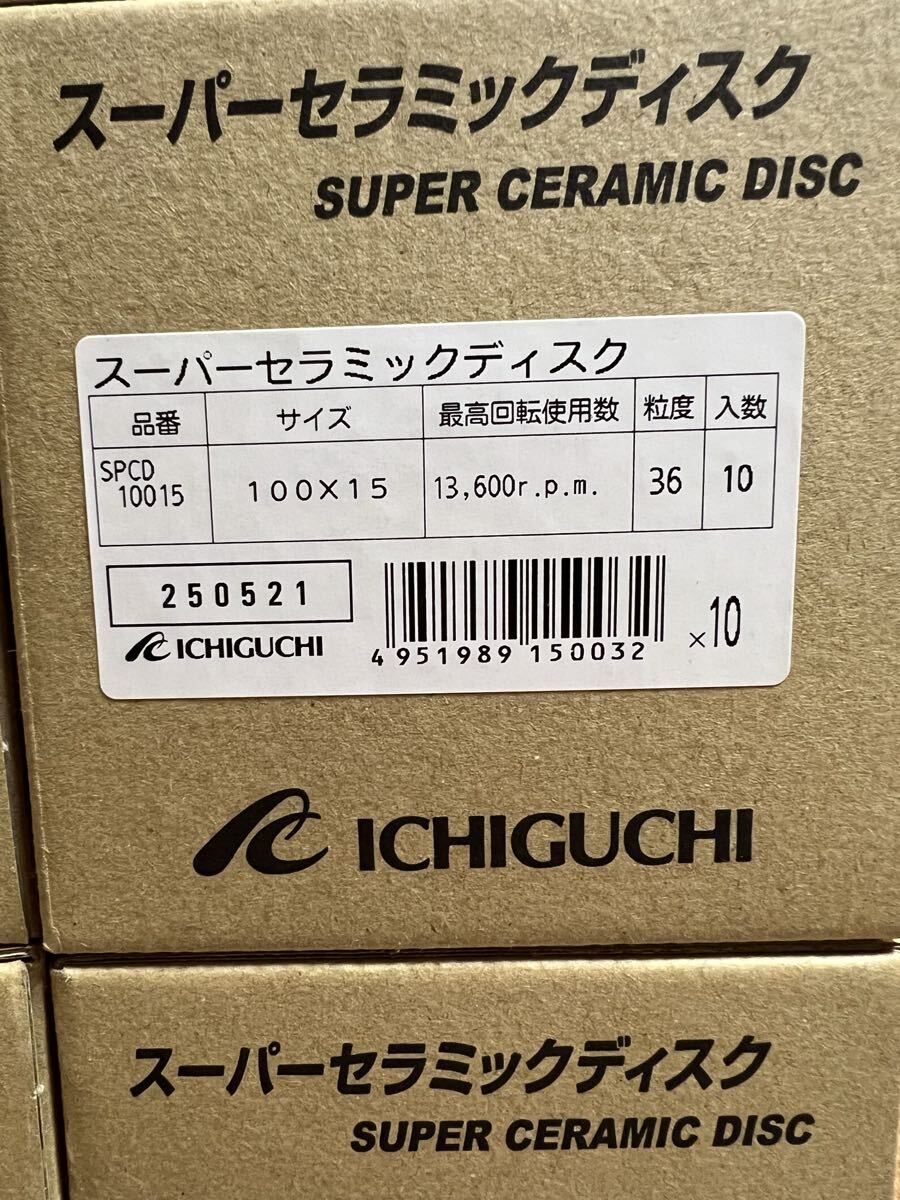 スーパーセラミックディスク
SUPER CERAMIC DISC
スーパーセラミックディスク
品番 サイズ 最高回転使用数 粒度 入数
SPCD
10015 100×15 13,600r.p.m. 36 10
250521
ICHIGUCHI
4 951989 150032
×10
ICHIGUCHI
スーパーセラミックディスク
SUPER CERAMIC DISC